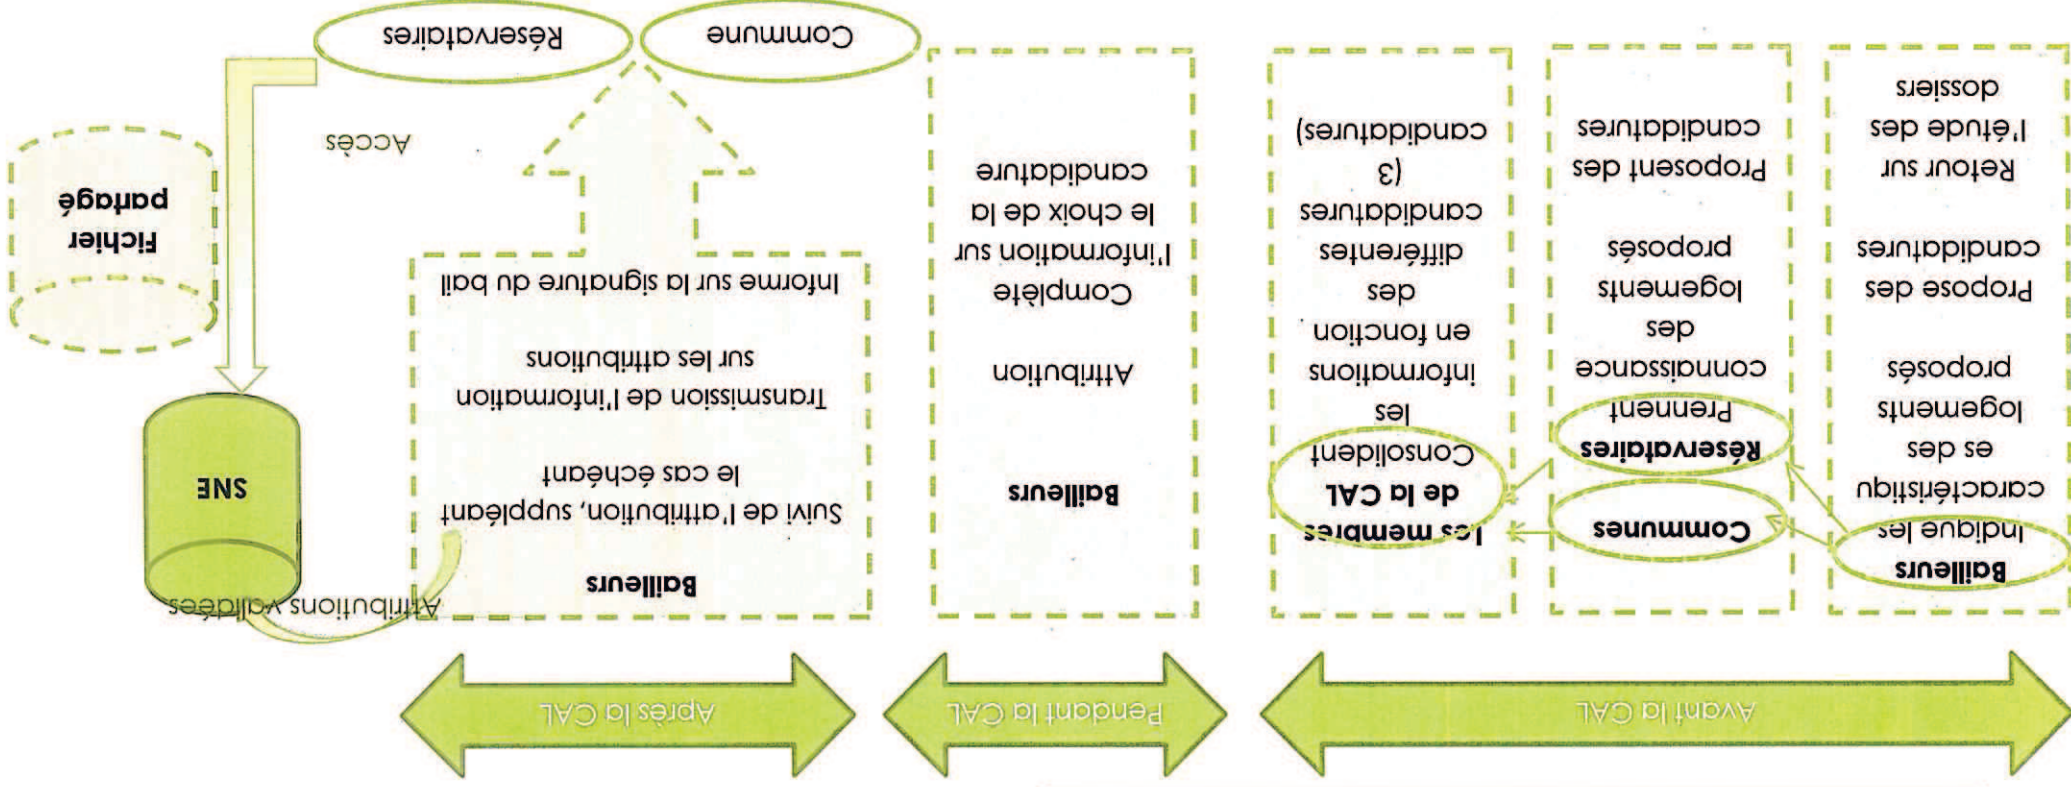 Avant la CAL
Pendant la CAL
Après la CAL
Bailleurs
Indique les
caractéristiqu
es des
logements
proposés
Propose des
candidatures
Retour sur
l'étude des
dossiers
Communes
Réservataires
Prennent
connaissance
des
logements
proposés
Proposent des
candidatures
Les membres
de la CAL
Consolident
les
informations
en fonction
des
différentes
candidatures
(3
candidatures)
Bailleurs
Attribution
Complète
l'information sur
le choix de la
candidature
Bailleurs
Suivi de l'attribution, suppléant
le cas échéant
Transmission de l'information
sur les attributions
Informe sur la signature du bail
Commune
Réservataires
Attributions validées
SNE
Accès
Fichier
partagé